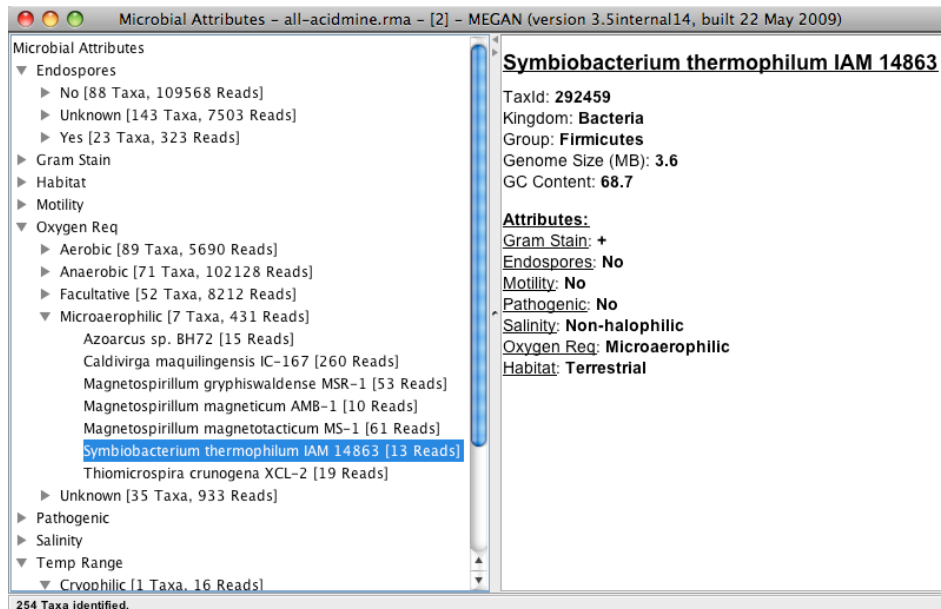 Microbial Attributes – all-acidmine.rma – [2] – MEGAN (version 3.5internal14, built 22 May 2009)
Microbial Attributes
Endospores
No [88 Taxa, 109568 Reads]
Unknown [143 Taxa, 7503 Reads]
Yes [23 Taxa, 323 Reads]
Gram Stain
Habitat
Motility
Oxygen Req
Aerobic [89 Taxa, 5690 Reads]
Anaerobic [71 Taxa, 102128 Reads]
Facultative [52 Taxa, 8212 Reads]
Microaerophilic [7 Taxa, 431 Reads]
Azoarcus sp. BH72 [15 Reads]
Caldivirga maquilingensis IC-167 [260 Reads]
Magnetospirillum gryphiswaldense MSR-1 [53 Reads]
Magnetospirillum magneticum AMB-1 [10 Reads]
Magnetospirillum magnetotacticum MS-1 [61 Reads]
Symbiobacterium thermophilum IAM 14863 [13 Reads]
Thiomicrospira crunogena XCL-2 [19 Reads]
Unknown [35 Taxa, 933 Reads]
Pathogenic
Salinity
Temp Range
Cryophilic [1 Taxa, 16 Reads]
Symbiobacterium thermophilum IAM 14863
TaxId: 292459
Kingdom: Bacteria
Group: Firmicutes
Genome Size (MB): 3.6
GC Content: 68.7
Attributes:
Gram Stain: +
Endospores: No
Motility: No
Pathogenic: No
Salinity: Non-halophilic
Oxygen Req: Microaerophilic
Habitat: Terrestrial
254 Taxa identified.